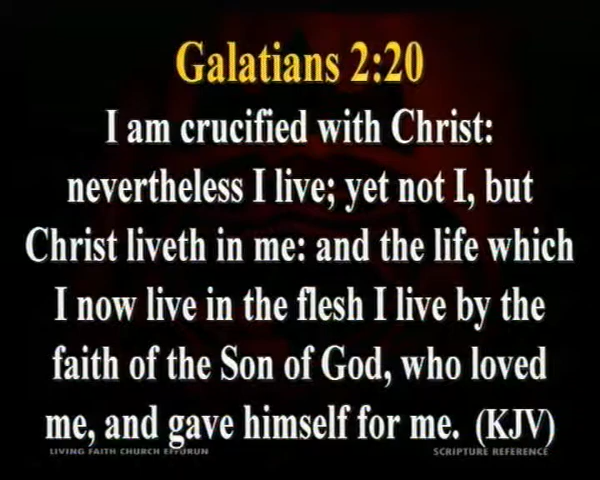 Galatians 2:20
I am crucified with Christ:
nevertheless I live; yet not I, but
Christ liveth in me: and the life which
I now live in the flesh I live by the
faith of the Son of God, who loved
me, and gave himself for me. (KJV)
LIVING FAITH CHURCH EFFURUN SCRIPTURE REFERENCE